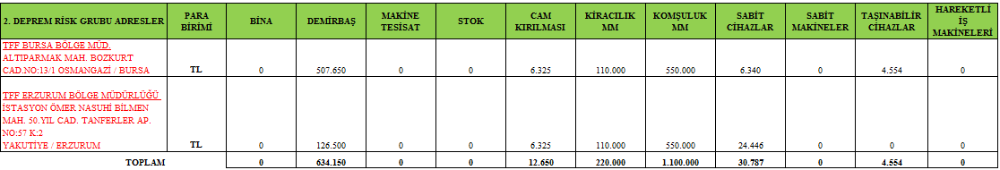 2. DEPREM RİSK GRUBU ADRESLER PARA BİRİMİ BİNA DEMİRBAŞ MAKİNE TESİSAT STOK CAM KIRILMASI KİRACILIK MM KOMŞULUK MM SABİT CİHAZLAR SABİT MAKİNELER TAŞINABİLİR CİHAZLAR HAREKETLİ İŞ MAKİNELERİ
TFF BURSA BÖLGE MÜD.
ALTIPARMAK MAH. BOZKURT
CAD.NO:13/1 OSMANGAZİ / BURSA TL 0 507.650 0 0 6.325 110.000 550.000 6.340 0 4.554 0
TFF ERZURUM BÖLGE MÜDÜRLÜĞÜ
İSTASYON ÖMER NASUHİ BİLMEN
MAH. 50.YIL CAD. TANFERLER AP.
NO:57 K:2
YAKUTİYE / ERZURUM TL 0 126.500 0 0 6.325 110.000 550.000 24.446 0 0 0
TOPLAM 0 634.150 0 0 12.650 220.000 1.100.000 30.787 0 4.554 0